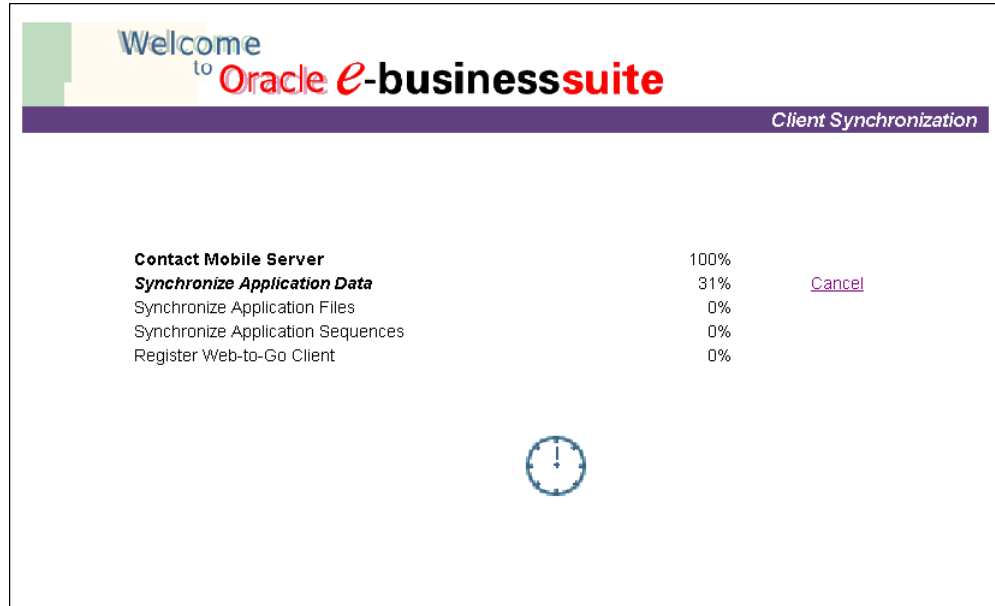 Welcome
to Oracle e-businesssuite
Client Synchronization
Contact Mobile Server 100%
Synchronize Application Data 31% Cancel
Synchronize Application Files 0%
Synchronize Application Sequences 0%
Register Web-to-Go Client 0%